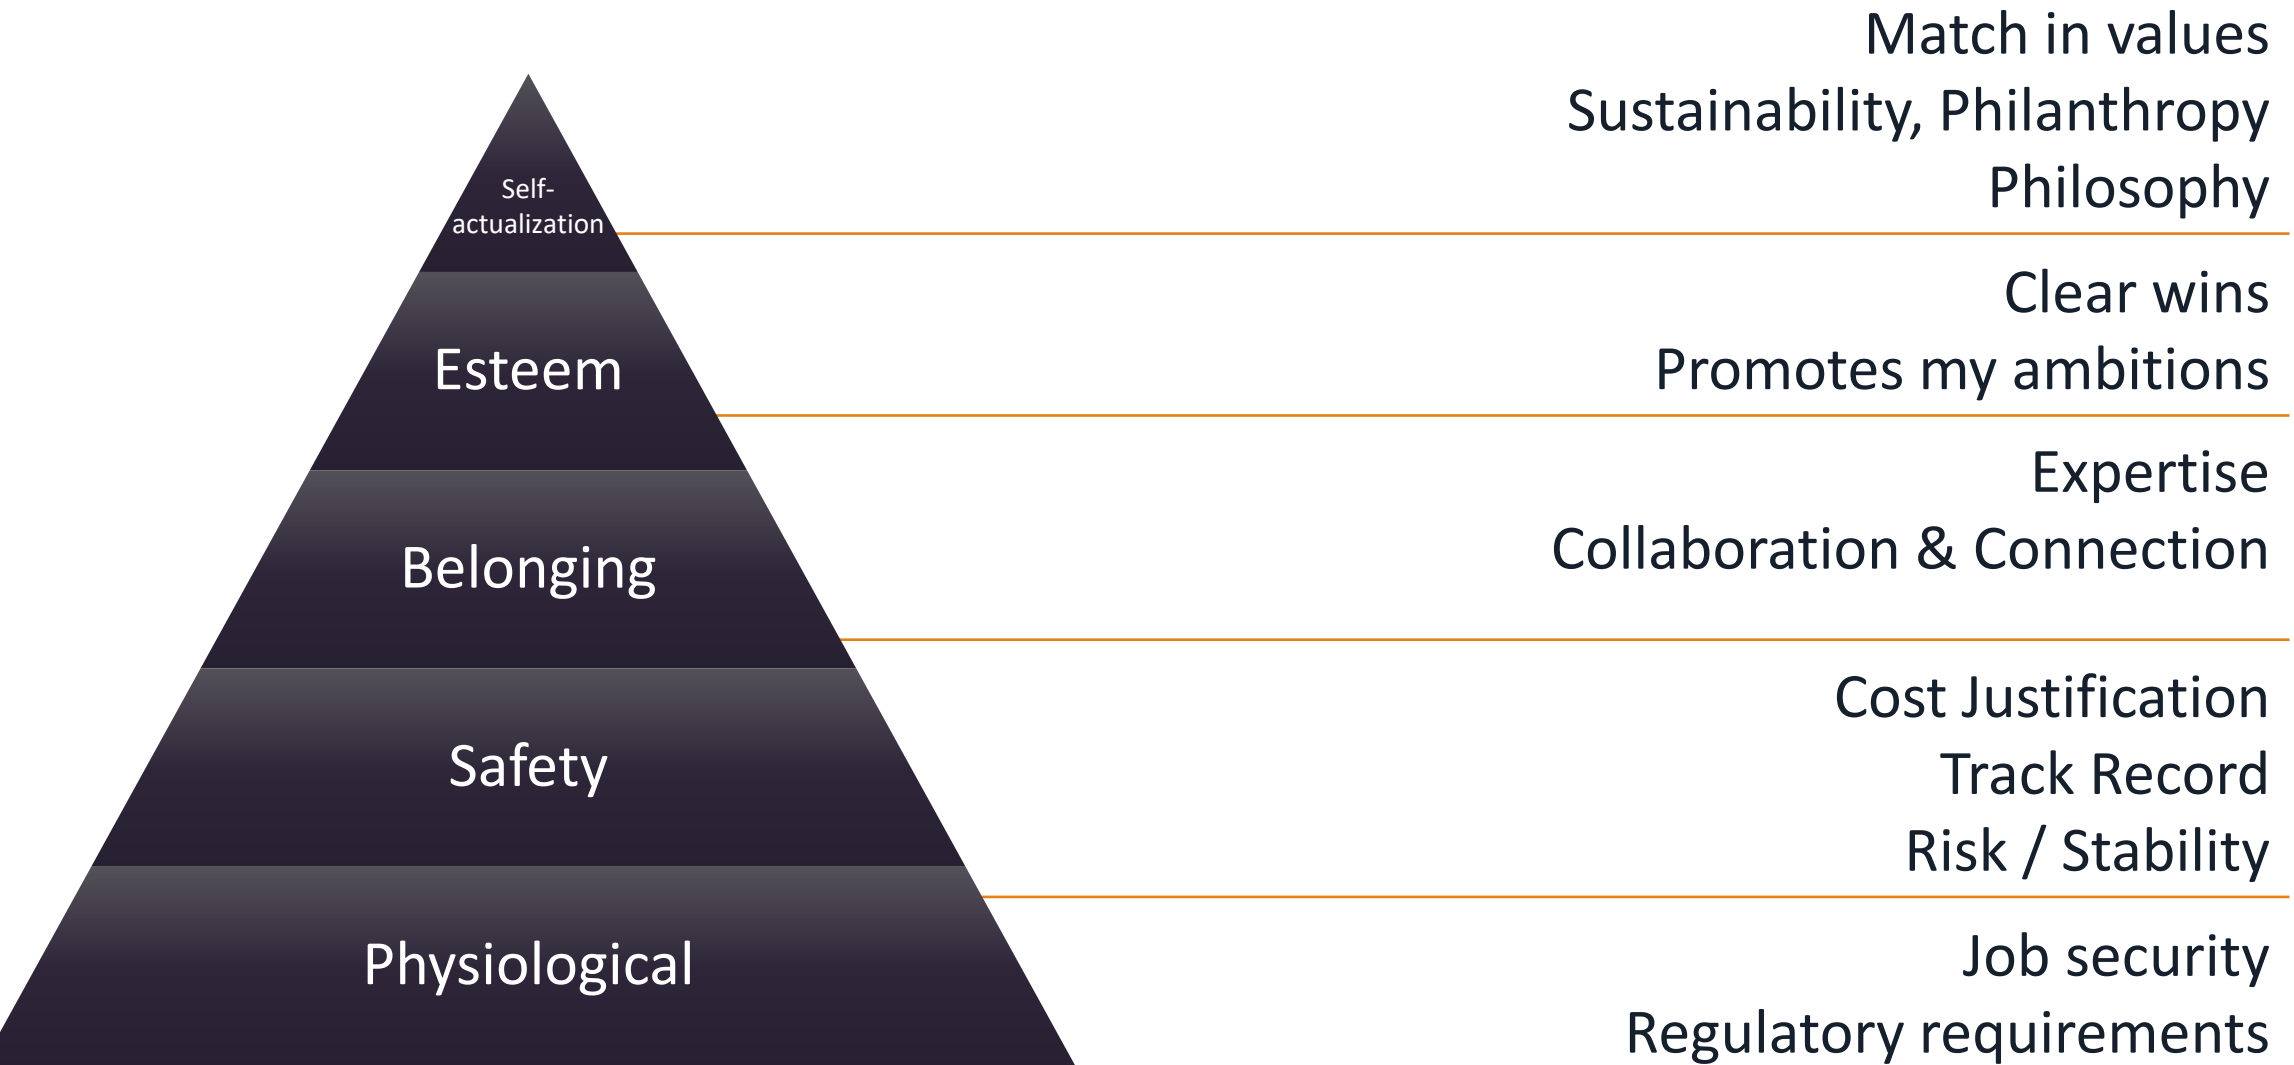 Match in values
Sustainability, Philanthropy
Philosophy
Self-
actualization
Clear wins
Promotes my ambitions
Esteem
Expertise
Collaboration & Connection
Belonging
Cost Justification
Track Record
Risk / Stability
Safety
Job security
Regulatory requirements
Physiological